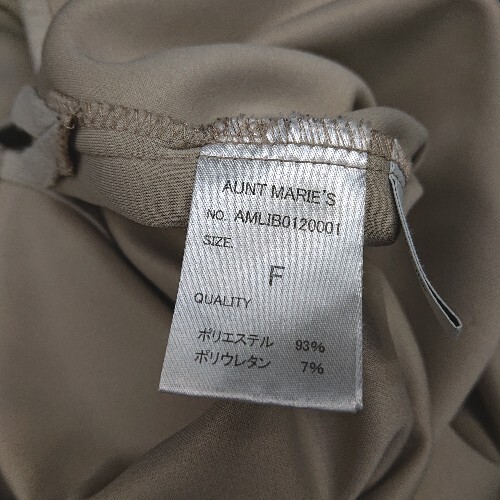 AUNT MARIE'S
NO. AMLIB0120001
SIZE.
F
QUALITY
ポリエステル 93%
ポリウレタン 7%